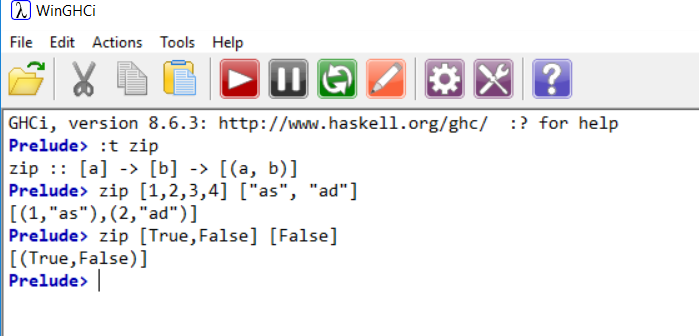 WinGHCi
File Edit Actions Tools Help
GHCi, version 8.6.3: http://www.haskell.org/ghc/  :? for help
Prelude> :t zip
zip :: [a] -> [b] -> [(a, b)]
Prelude> zip [1,2,3,4] ["as", "ad"]
[(1,"as"),(2,"ad")]
Prelude> zip [True,False] [False]
[(True,False)]
Prelude>